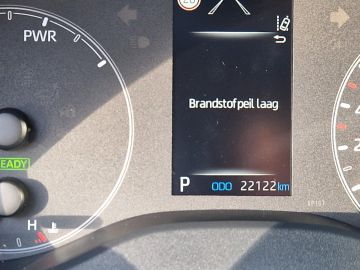 PWR
Brandstofpeil laag
READY
P ODO 22122 km
H